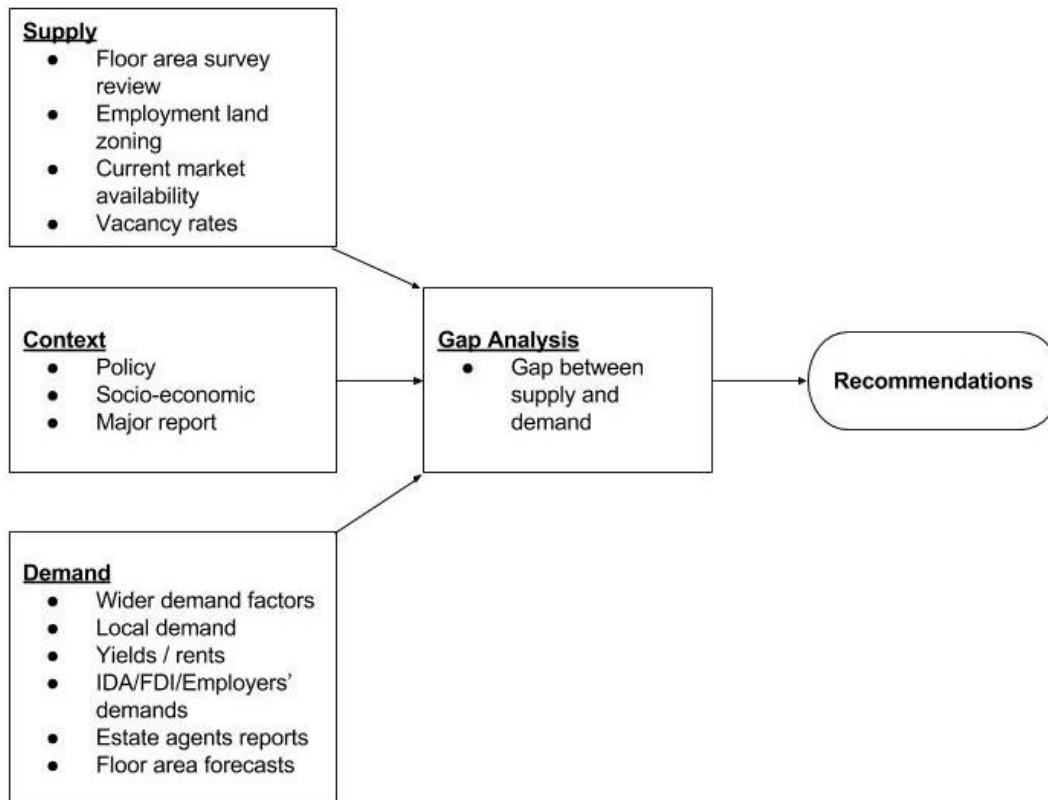 Supply
● Floor area survey
review
● Employment land
zoning
● Current market
availability
● Vacancy rates
Context
● Policy
● Socio-economic
● Major report
Gap Analysis
● Gap between
supply and
demand
Recommendations
Demand
● Wider demand factors
● Local demand
● Yields / rents
● IDA/FDI/Employers’
demands
● Estate agents reports
● Floor area forecasts